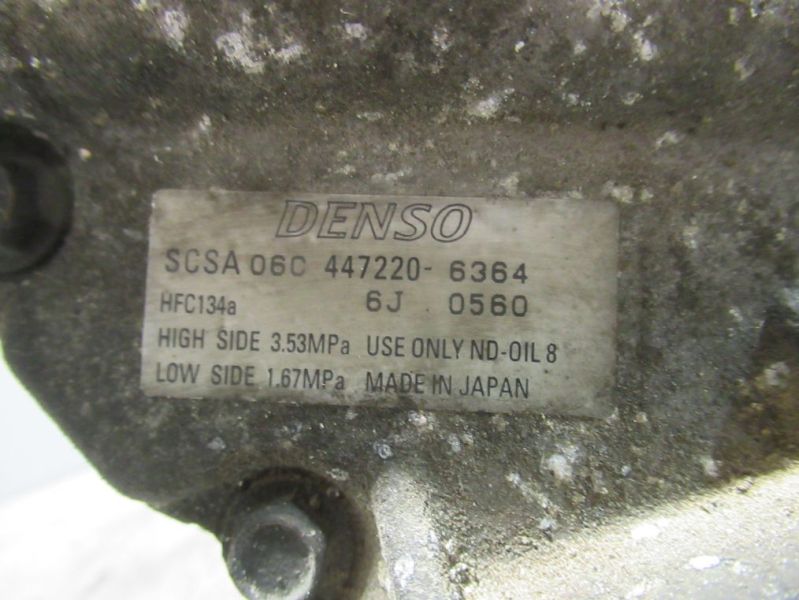 DENSO
SCSA 06C 447220-6364
HFC134a 6J 0560
HIGH SIDE 3.53MPa USE ONLY ND-OIL 8
LOW SIDE 1.67MPa MADE IN JAPAN